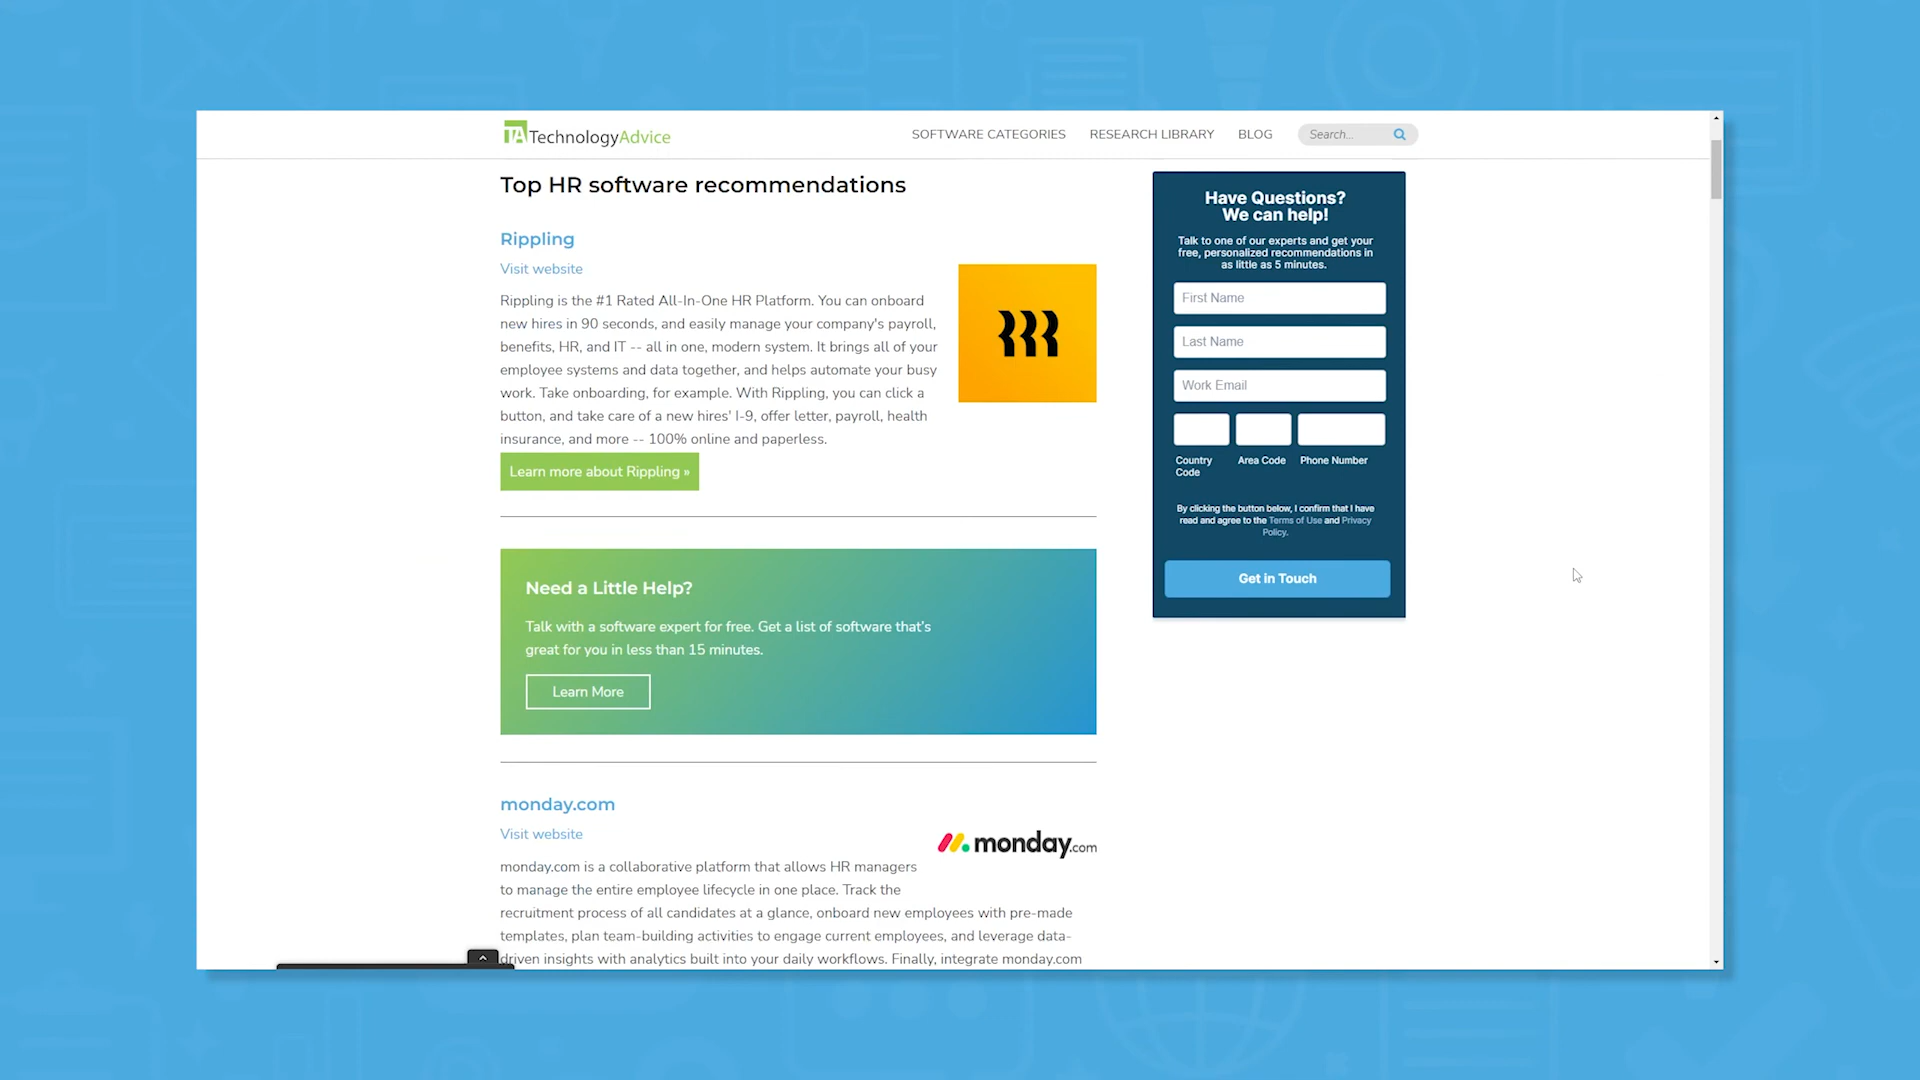 TA TechnologyAdvice
SOFTWARE CATEGORIES
RESEARCH LIBRARY
BLOG
Search...
Top HR software recommendations
Rippling
Visit website
Rippling is the #1 Rated All-In-One HR Platform. You can onboard
new hires in 90 seconds, and easily manage your company's payroll,
benefits, HR, and IT -- all in one, modern system. It brings all of your
employee systems and data together, and helps automate your busy
work. Take onboarding, for example. With Rippling, you can click a
button, and take care of a new hires' I-9, offer letter, payroll, health
insurance, and more -- 100% online and paperless.
Learn more about Rippling »
Need a Little Help?
Talk with a software expert for free. Get a list of software that's
great for you in less than 15 minutes.
Learn More
monday.com
Visit website
monday.com
monday.com is a collaborative platform that allows HR managers
to manage the entire employee lifecycle in one place. Track the
recruitment process of all candidates at a glance, onboard new employees with pre-made
templates, plan team-building activities to engage current employees, and leverage data-
driven insights with analytics built into your daily workflows. Finally, integrate monday.com
Have Questions?
We can help!
Talk to one of our experts and get your
free, personalized recommendations in
as little as 5 minutes.
First Name
Last Name
Work Email
Country
Code
Area Code
Phone Number
By clicking the button below, I confirm that I have
read and agree to the Terms of Use and Privacy
Policy.
Get in Touch